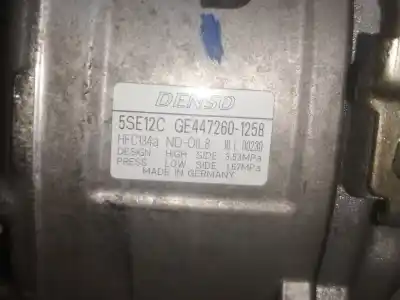 DENSO
5SE12C GE447260-1258
HFC134a ND-OIL8
DESIGN HIGH SIDE 3.53MPa
PRESS LOW SIDE 1.67MPa
MADE IN GERMANY